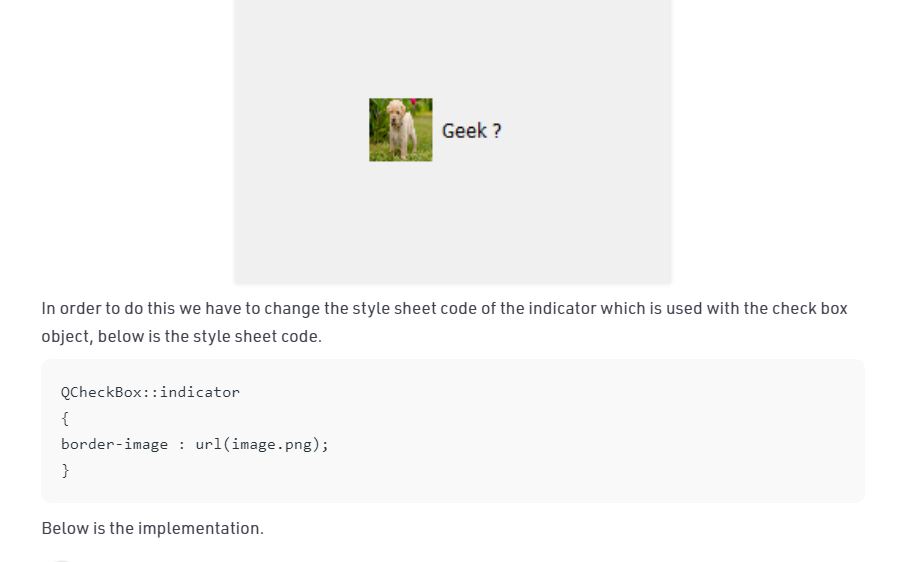 Geek ?
In order to do this we have to change the style sheet code of the indicator which is used with the check box
object, below is the style sheet code.
QCheckBox::indicator
{
border-image : url(image.png);
}
Below is the implementation.